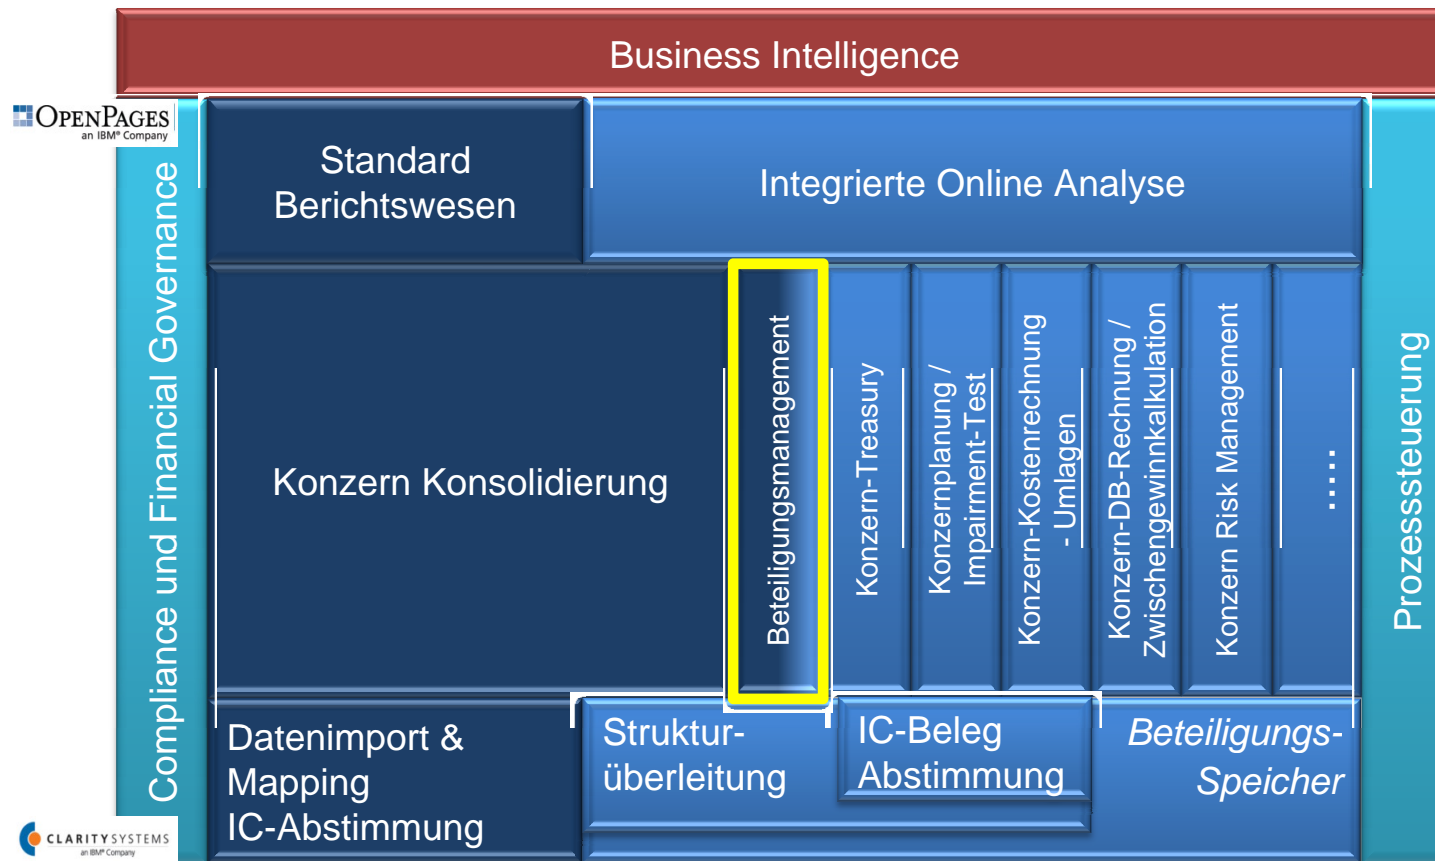 Business Intelligence
OPENPAGES
an IBM® Company
Compliance und Financial Governance
Standard
Berichtswesen
Integrierte Online Analyse
Konzern Konsolidierung
Beteiligungsmanagement
Konzern-Treasury
Konzernplanung /
Impairment-Test
Konzern-Kostenrechnung
- Umlagen
Konzern-DB-Rechnung /
Zwischengewinnkalkulation
Konzern Risk Management
.....
Prozesssteuerung
Datenimport &
Mapping
IC-Abstimmung
Struktur-
überleitung
IC-Beleg
Abstimmung
Beteiligungs-
Speicher
CLARITYSYSTEMS
an IBM® Company